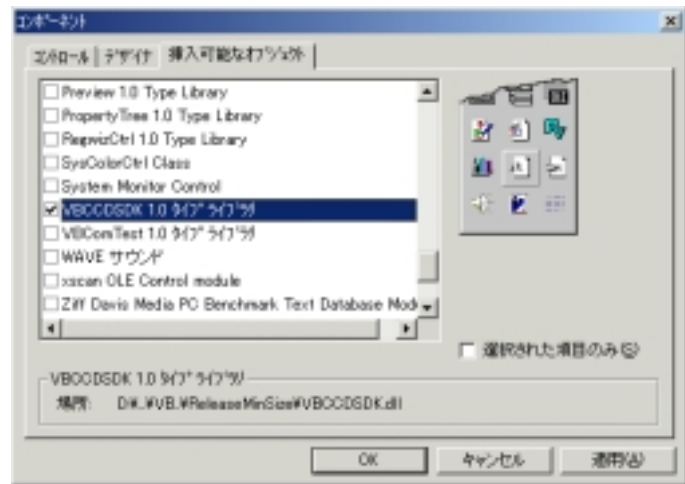 コンポーネント
コントロール デザイナ 挿入可能なオブジェクト
Preview 1.0 Type Library
PropertyTree 1.0 Type Library
RegwizCtrl 1.0 Type Library
SysColorCtrl Class
System Monitor Control
VBCCDSDK 1.0 タイプ ライブラリ
VBComTest 1.0 タイプ ライブラリ
WAVE サウンド
xscan OLE Control module
Ziff Davis Media PC Benchmark Text Database Mod
選択された項目のみ(S)
VBCCDSDK 1.0 タイプ ライブラリ
場所: D¥..¥VB.¥ReleaseMinSize¥VBCCDSDK.dll
OK キャンセル 適用(A)